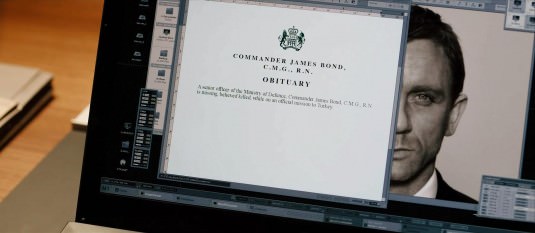 COMMANDER JAMES BOND,
C.M.G., R.N.
OBITUARY
A senior officer of the Ministry of Defence, Commander James Bond, C.M.G., R.N.
is missing, believed killed, while on an official mission to Turkey.